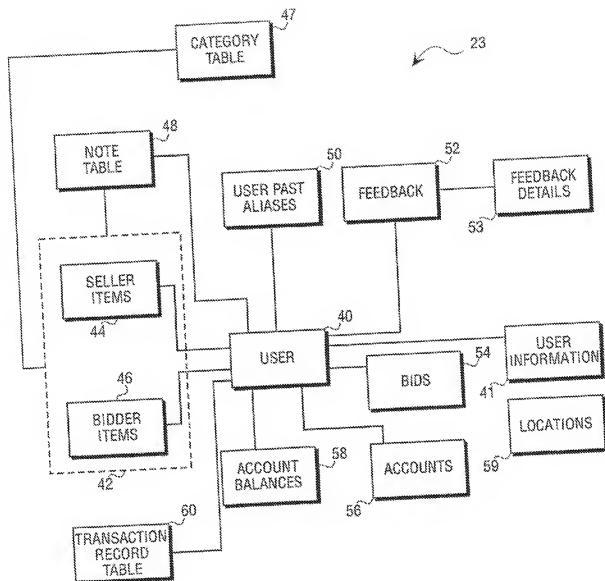 47
CATEGORY
TABLE
23
48
NOTE
TABLE
50
USER PAST
ALIASES
52
FEEDBACK
FEEDBACK
DETAILS
53
SELLER
ITEMS
44
40
USER
46
BIDDER
ITEMS
42
BIDS
54
USER
INFORMATION
41
LOCATIONS
59
ACCOUNT
BALANCES
58
ACCOUNTS
56
60
TRANSACTION
RECORD
TABLE